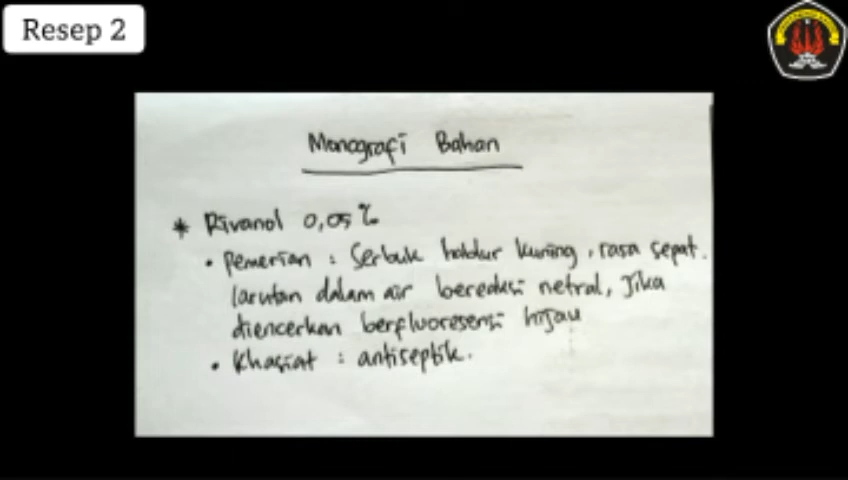 Resep 2
Monografi Bahan
* Rivanol 0,05%
• Pemerian : Serbuk hablur kuning, rasa sepat.
larutan dalam air bereaksi netral, jika
diencerkan berfluoresensi hijau
• Khasiat : antiseptik.